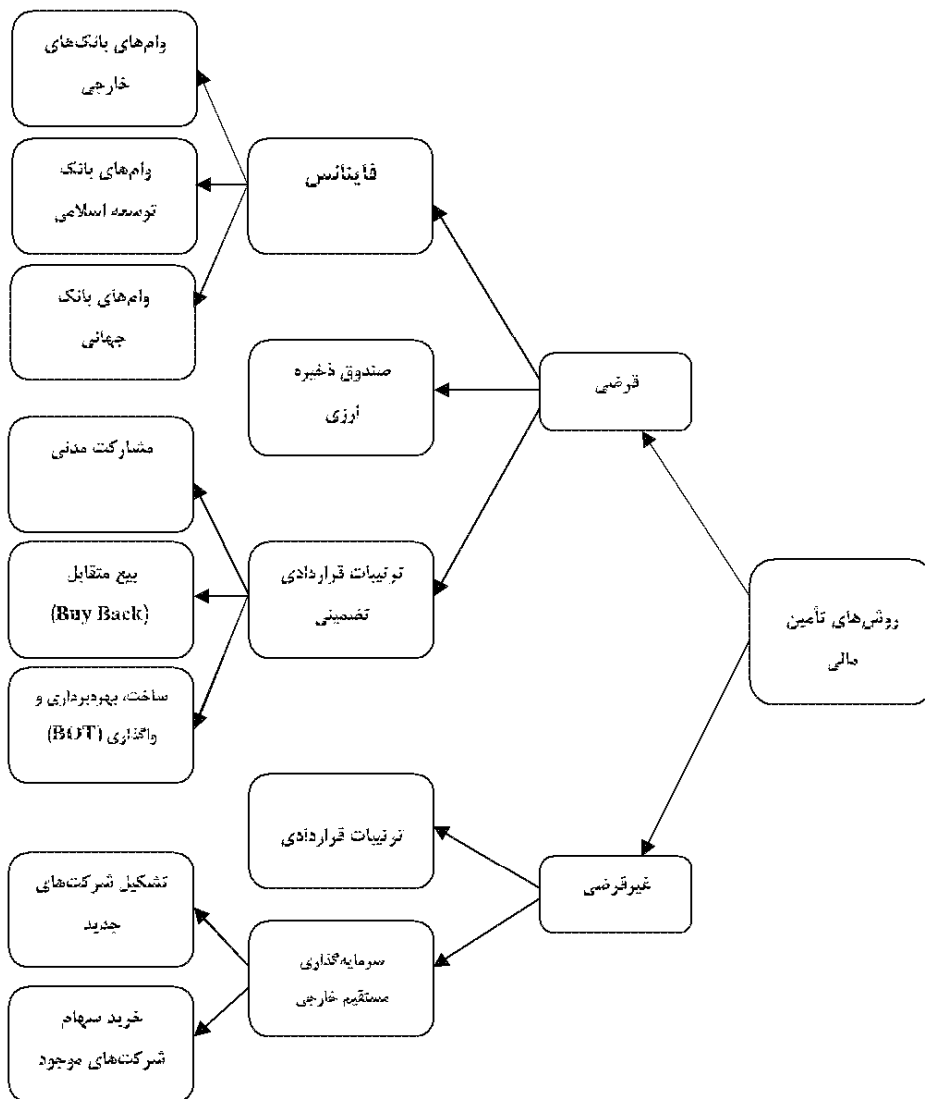 روش‌های تأمین
مالی
قرضی
غیرقرضی
فاینانس
صندوق ذخیره
ارزی
ترتیبات قراردادی
تضمینی
ترتیبات قراردادی
سرمایه‌گذاری
مستقیم خارجی
وام‌های بانک‌های
خارجی
وام‌های بانک
توسعه اسلامی
وام‌های بانک
جهانی
مشارکت مدنی
بیع متقابل
(Buy Back)
ساخت، بهره‌برداری و
واگذاری (BOT)
تشکیل شرکت‌های
جدید
خرید سهام
شرکت‌های موجود